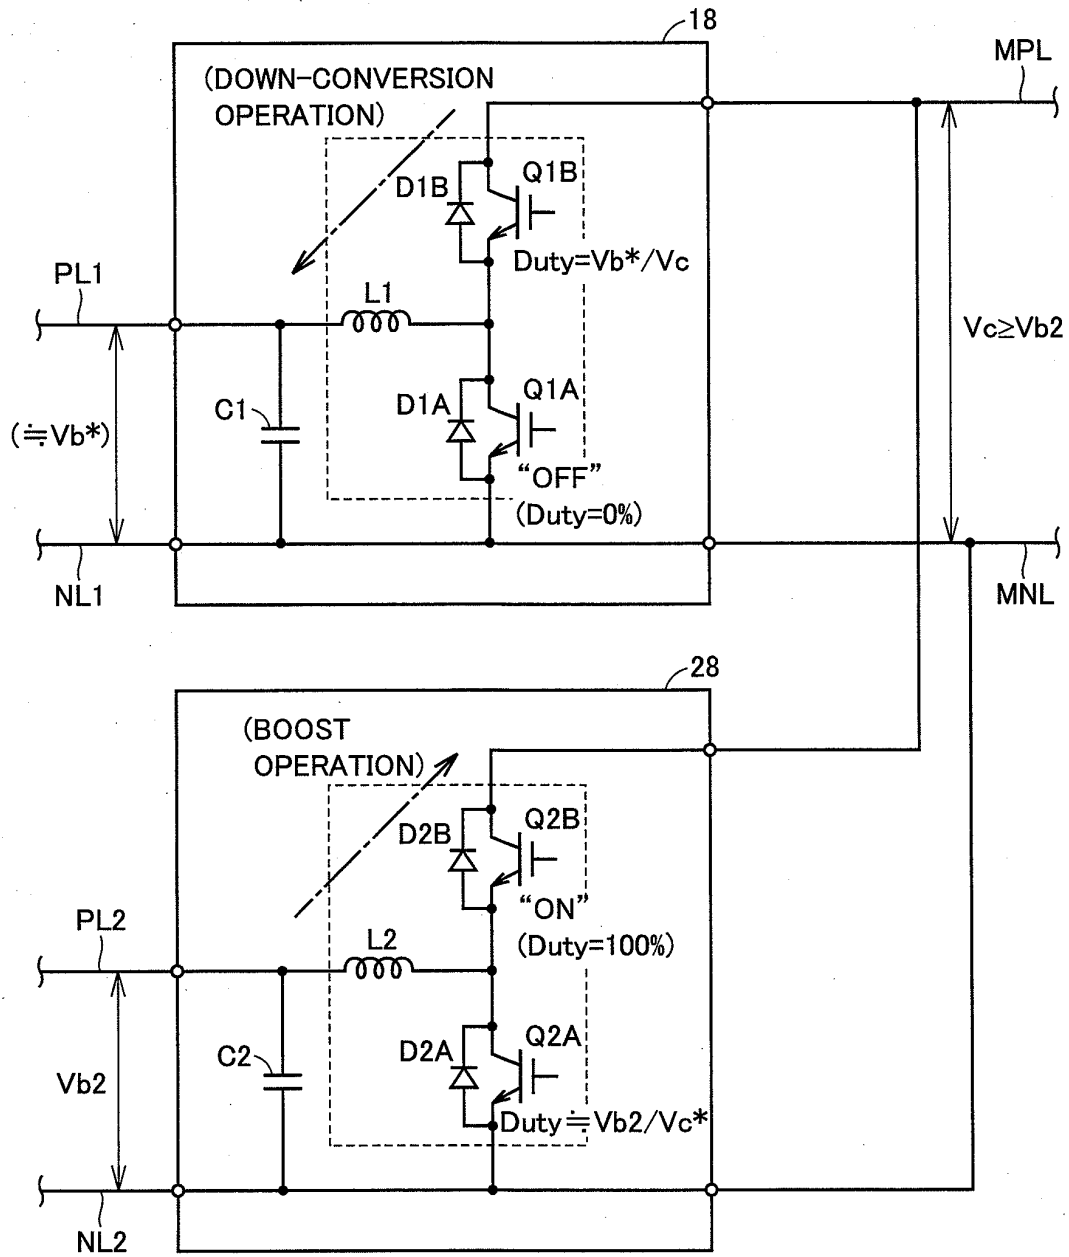 18
(DOWN-CONVERSION
OPERATION)
MPL
D1B
Q1B
Duty=Vb*/Vc
PL1
L1
Vc≥Vb2
C1
D1A
Q1A
(≒Vb*)
“OFF”
(Duty=0%)
NL1
MNL
28
(BOOST
OPERATION)
D2B
Q2B
“ON”
(Duty=100%)
PL2
L2
C2
D2A
Q2A
Vb2
Duty≒Vb2/Vc*
NL2